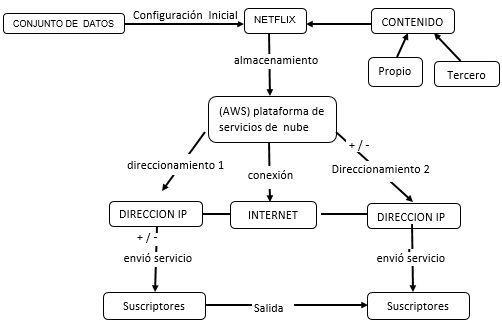 CONJUNTO DE DATOS
Configuración Inicial
NETFLIX
CONTENIDO
Propio
Tercero
almacenamiento
(AWS) plataforma de
servicios de nube
+ / -
direccionamiento 1
conexión
Direccionamiento 2
DIRECCION IP
INTERNET
DIRECCION IP
+ / -
envió servicio
envió servicio
Suscriptores
Salida
Suscriptores